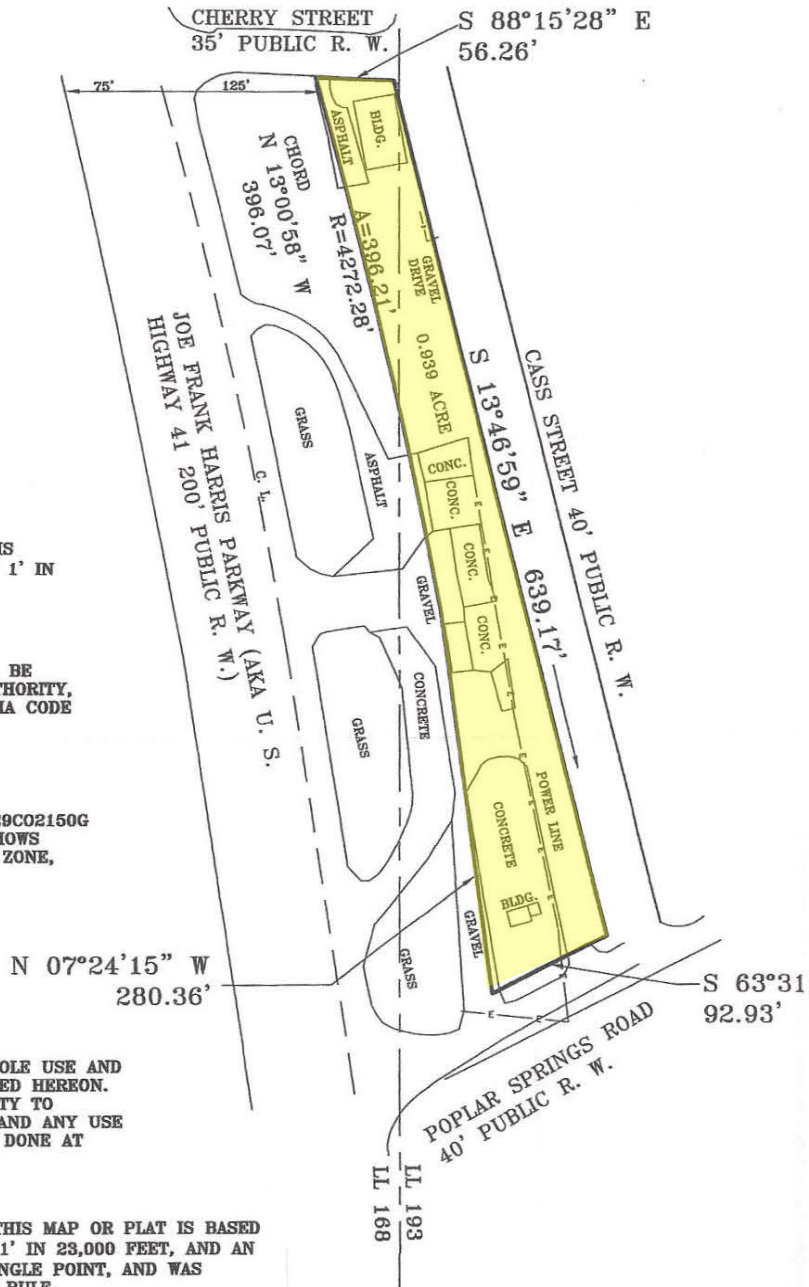 CHERRY STREET
35' PUBLIC R. W.
S 88°15'28" E
56.26'
75'
125'
ASPHALT
BLDG.
CHORD
N 13°00'58" W
396.07'
A=396.21'
R=4272.28'
GRAVEL
DRIVE
0.939 ACRE
S 13°46'59" E 639.17'
CASS STREET 40' PUBLIC R. W.
JOE FRANK HARRIS PARKWAY (AKA U. S.
HIGHWAY 41 200' PUBLIC R. W.)
C. L.
GRASS
ASPHALT
CONC.
CONC.
CONC.
CONC.
E
E
E
E
E
E
GRAVEL
IS
1' IN
BE
THORITY,
IA CODE
GRASS
CONCRETE
POWER LINE
E
E
E
E
CONCRETE
BLDG.
29CO2150G
HOWS
ZONE,
GRAVEL
GRASS
N 07°24'15" W
280.36'
S 63°31
92.93'
E
E
E
POPLAR SPRINGS ROAD
40' PUBLIC R. W.
OLE USE AND
ED HEREON.
TY TO
AND ANY USE
DONE AT
LL 168
LL 193
THIS MAP OR PLAT IS BASED
1' IN 23,000 FEET, AND AN
NGLE POINT, AND WAS
RULE